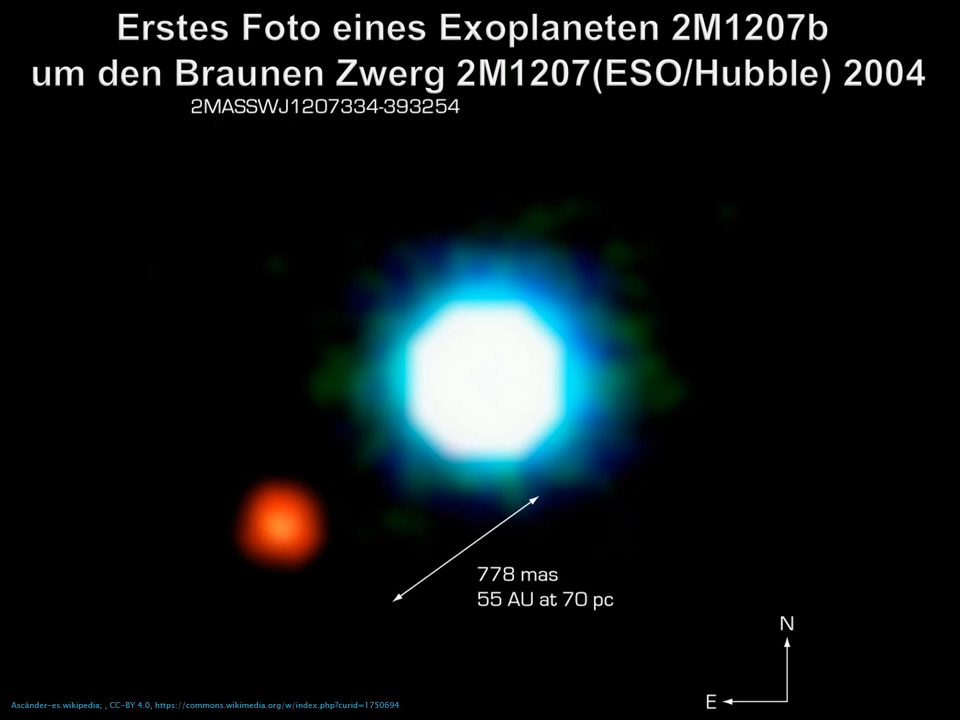 Erstes Foto eines Exoplaneten 2M1207b
um den Braunen Zwerg 2M1207(ESO/Hubble) 2004
2MASSWJ1207334-393254
778 mas
55 AU at 70 pc
N
E
Ascánder-es.wikipedia; , CC-BY 4.0, https://commons.wikimedia.org/w/index.php?curid=1750694